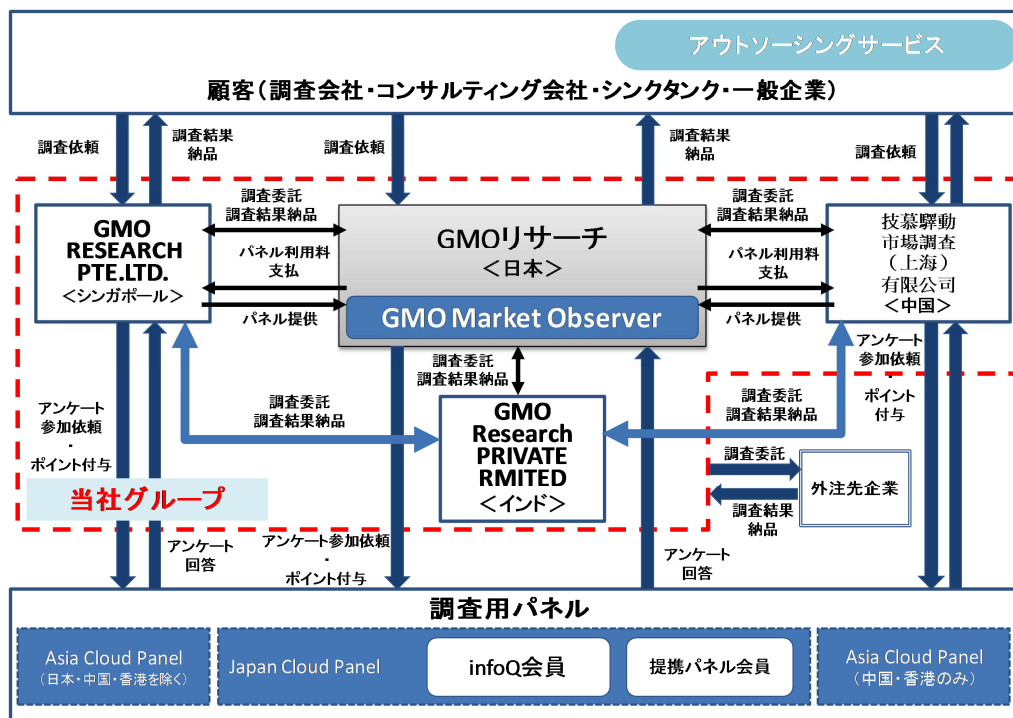 アウトソーシングサービス
顧客（調査会社・コンサルティング会社・シンクタンク・一般企業）
調査依頼
調査結果
納品
調査依頼
調査結果
納品
調査依頼
GMO
RESEARCH
PTE.LTD.
＜シンガポール＞
調査委託
調査結果納品
パネル利用料
支払
パネル提供
GMOリサーチ
＜日本＞
GMO Market Observer
調査委託
調査結果納品
パネル利用料
支払
パネル提供
技慕驛動
市場調査
（上海）
有限公司
＜中国＞
調査委託
調査結果納品
アンケート
参加依頼
・
ポイント
付与
アンケート
参加依頼
・
ポイント付与
調査委託
調査結果納品
GMO
Research
PRIVATE
RMITED
＜インド＞
調査委託
調査結果納品
調査委託
外注先企業
調査結果
納品
当社グループ
アンケート
回答
アンケート参加依頼
・
ポイント付与
アンケート
回答
調査用パネル
Asia Cloud Panel
（日本・中国・香港を除く）
Japan Cloud Panel
infoQ会員
提携パネル会員
Asia Cloud Panel
（中国・香港のみ）